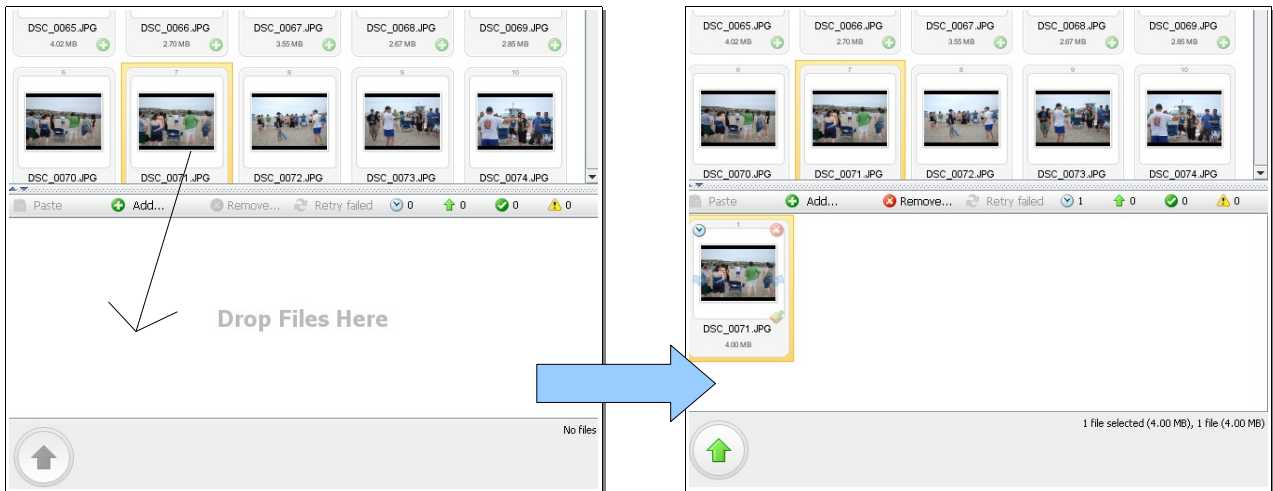 DSC_0065.JPG DSC_0066.JPG DSC_0067.JPG DSC_0068.JPG DSC_0069.JPG
4.02 MB 2.70 MB 3.55 MB 2.67 MB 2.85 MB
6 7 8 9 10
DSC_0070.JPG DSC_0071.JPG DSC_0072.JPG DSC_0073.JPG DSC_0074.JPG
Paste Add... Remove... Retry failed 0 0 0 0
Drop Files Here
No files
DSC_0065.JPG DSC_0066.JPG DSC_0067.JPG DSC_0068.JPG DSC_0069.JPG
4.02 MB 2.70 MB 3.55 MB 2.67 MB 2.85 MB
6 7 8 9 10
DSC_0070.JPG DSC_0071.JPG DSC_0072.JPG DSC_0073.JPG DSC_0074.JPG
Paste Add... Remove... Retry failed 1 0 0 0
1
DSC_0071.JPG
4.00 MB
1 file selected (4.00 MB), 1 file (4.00 MB)